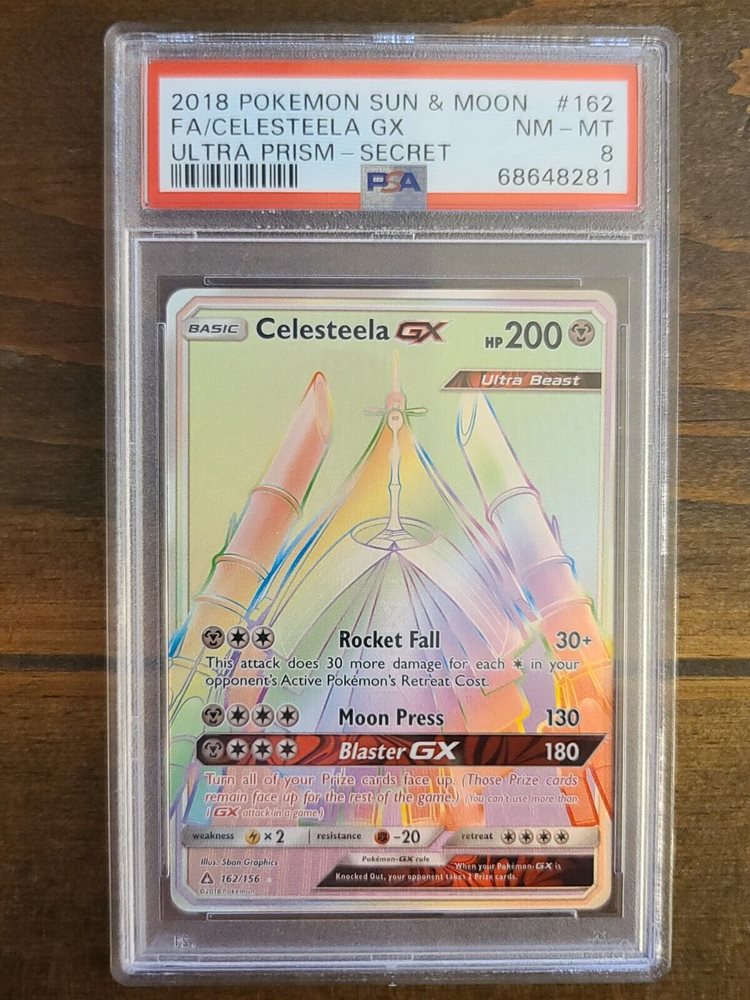 2018 POKEMON SUN & MOON #162
FA/CELESTEELA GX NM - MT
ULTRA PRISM - SECRET 8
PSA 68648281
BASIC Celesteela GX HP 200
Ultra Beast
Rocket Fall 30+
This attack does 30 more damage for each in your
opponent's Active Pokémon's Retreat Cost.
Moon Press 130
Blaster GX 180
Turn all of your Prize cards face up. (Those Prize cards
remain face up for the rest of the game.) (You can't use more than
1 GX attack in a game.)
weakness ×2 resistance -20 retreat
Illus. 5ban Graphics Pokémon-GX rule When your Pokémon-GX is
162/156 Knocked Out, your opponent takes 2 Prize cards.
©2018 Pokémon